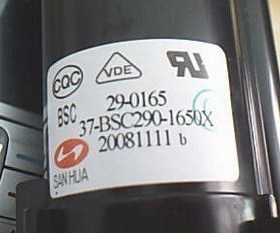 CQC VDE
BSC 29-0165
37-BSC290-1650X
20081111 b
SAN HUA